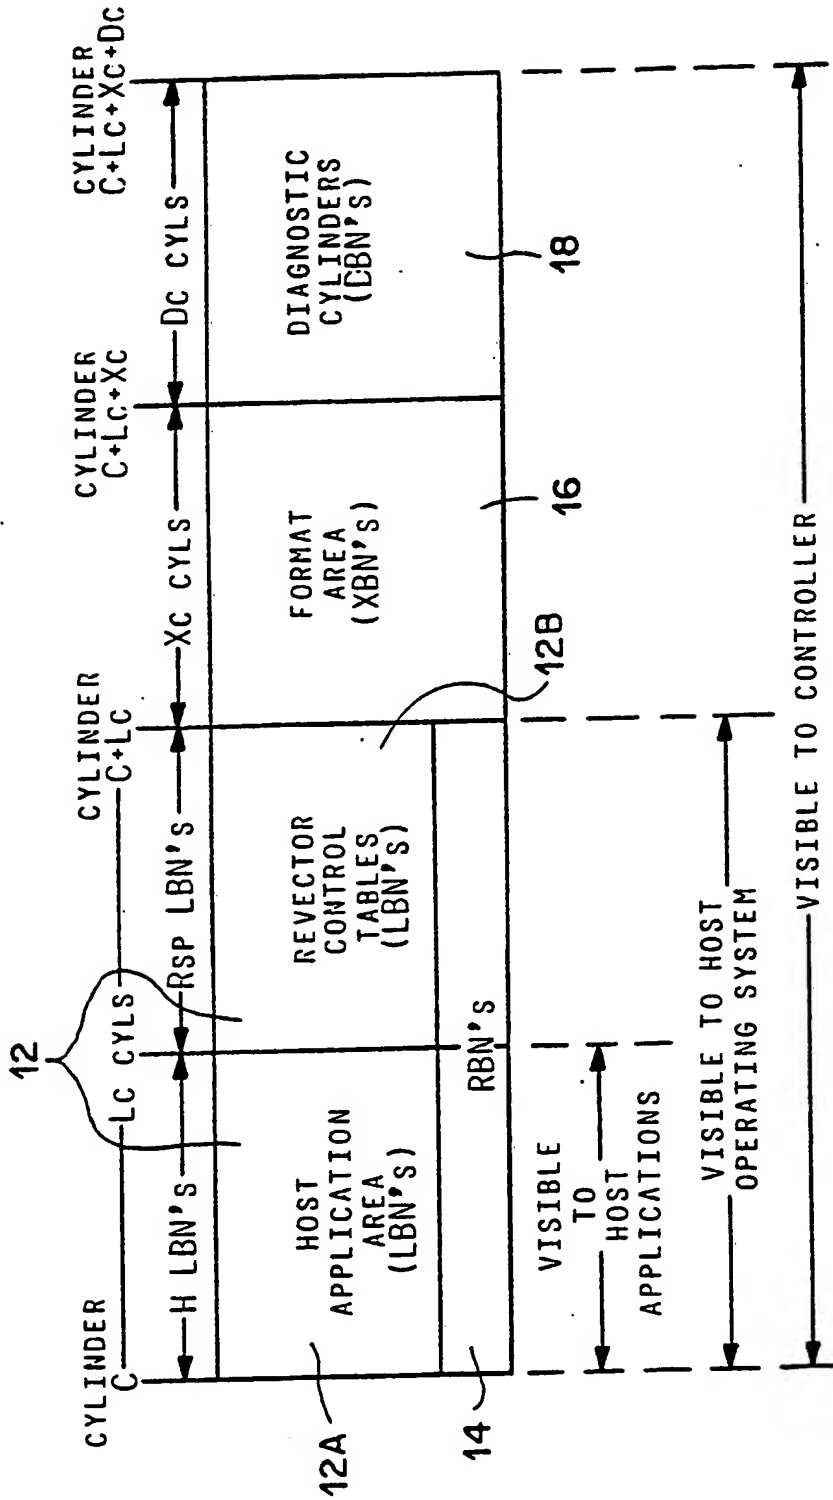 12
CYLINDER
C
LC CYLS
CYLINDER
C+LC
CYLINDER
C+LC+XC
CYLINDER
C+LC+XC+DC
H LBN'S
RSP LBN'S
XC CYLS
DC CYLS
HOST
APPLICATION
AREA
(LBN'S)
REVECTOR
CONTROL
TABLES
(LBN'S)
FORMAT
AREA
(XBN'S)
DIAGNOSTIC
CYLINDERS
(DBN'S)
RBN'S
12A
14
12B
16
18
VISIBLE
TO
HOST
APPLICATIONS
VISIBLE TO HOST
OPERATING SYSTEM
VISIBLE TO CONTROLLER